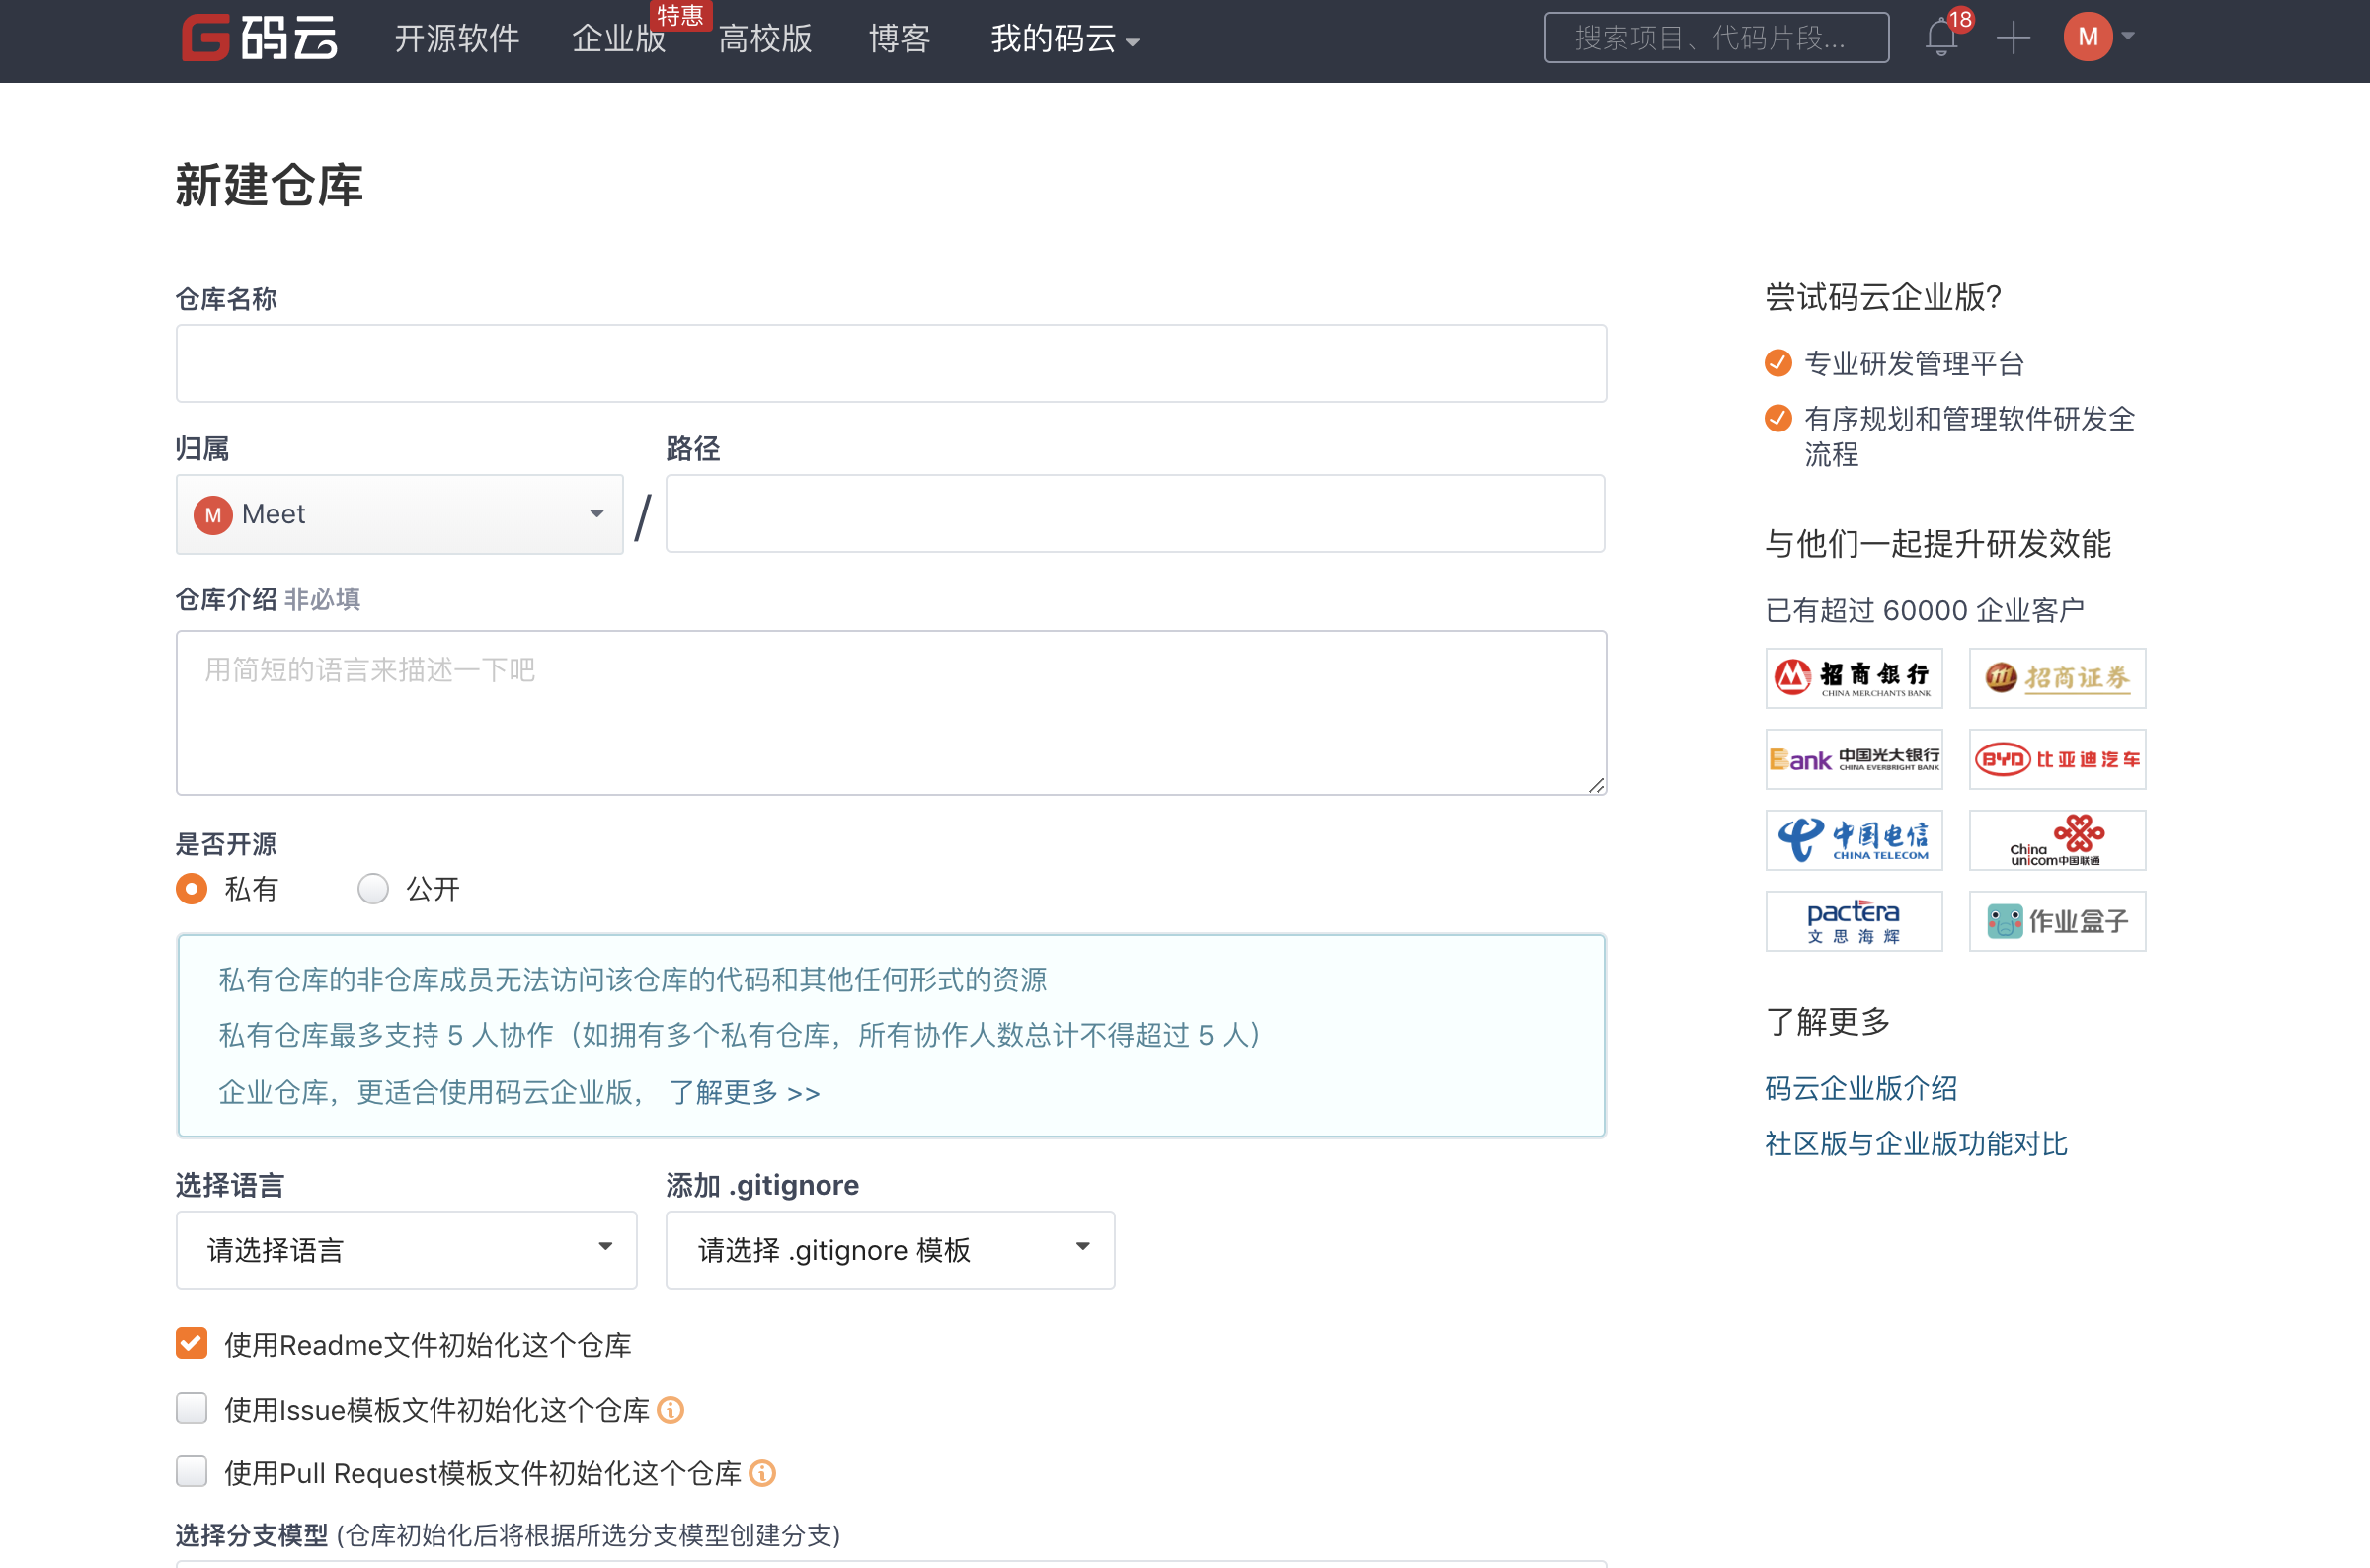 码云
开源软件
企业版
特惠
高校版
博客
我的码云
搜索项目、代码片段...
18
M
新建仓库
仓库名称
归属
路径
M Meet
/
仓库介绍 非必填
用简短的语言来描述一下吧
是否开源
私有
公开
私有仓库的非仓库成员无法访问该仓库的代码和其他任何形式的资源
私有仓库最多支持 5 人协作（如拥有多个私有仓库，所有协作人数总计不得超过 5 人）
企业仓库，更适合使用码云企业版， 了解更多 >>
选择语言
添加 .gitignore
请选择语言
请选择 .gitignore 模板
使用Readme文件初始化这个仓库
使用Issue模板文件初始化这个仓库
使用Pull Request模板文件初始化这个仓库
选择分支模型 (仓库初始化后将根据所选分支模型创建分支)
尝试码云企业版?
专业研发管理平台
有序规划和管理软件研发全
流程
与他们一起提升研发效能
已有超过 60000 企业客户
招商银行
CHINA MERCHANTS BANK
招商证券
Bank 中国光大银行
CHINA EVERBRIGHT BANK
BYD 比亚迪汽车
中国电信
CHINA TELECOM
China
unicom中国联通
pactera
文思海辉
作业盒子
了解更多
码云企业版介绍
社区版与企业版功能对比